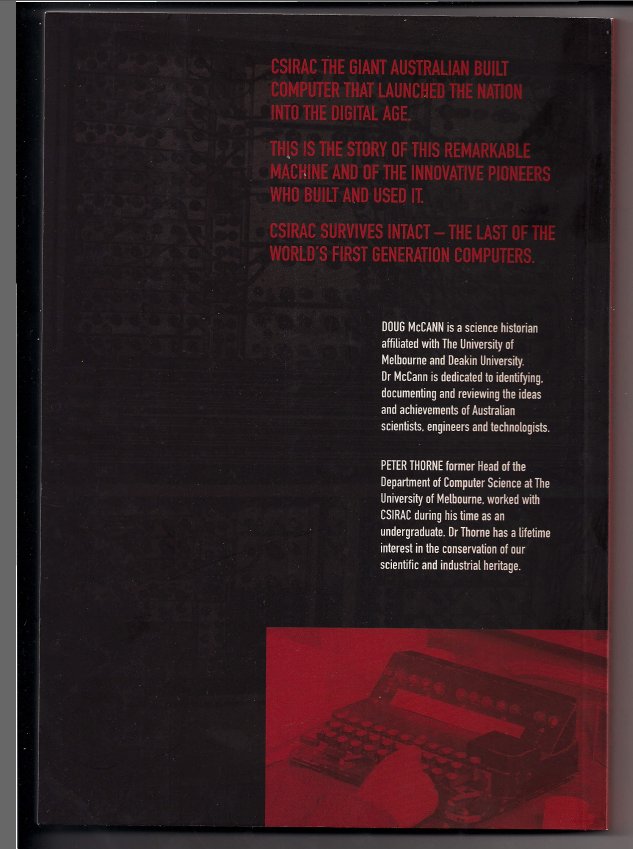 CSIRAC THE GIANT AUSTRALIAN BUILT
COMPUTER THAT LAUNCHED THE NATION
INTO THE DIGITAL AGE.
THIS IS THE STORY OF THIS REMARKABLE
MACHINE AND OF THE INNOVATIVE PIONEERS
WHO BUILT AND USED IT.
CSIRAC SURVIVES INTACT – THE LAST OF THE
WORLD'S FIRST GENERATION COMPUTERS.
DOUG McCANN is a science historian
affiliated with The University of
Melbourne and Deakin University.
Dr McCann is dedicated to identifying,
documenting and reviewing the ideas
and achievements of Australian
scientists, engineers and technologists.
PETER THORNE former Head of the
Department of Computer Science at The
University of Melbourne, worked with
CSIRAC during his time as an
undergraduate. Dr Thorne has a lifetime
interest in the conservation of our
scientific and industrial heritage.